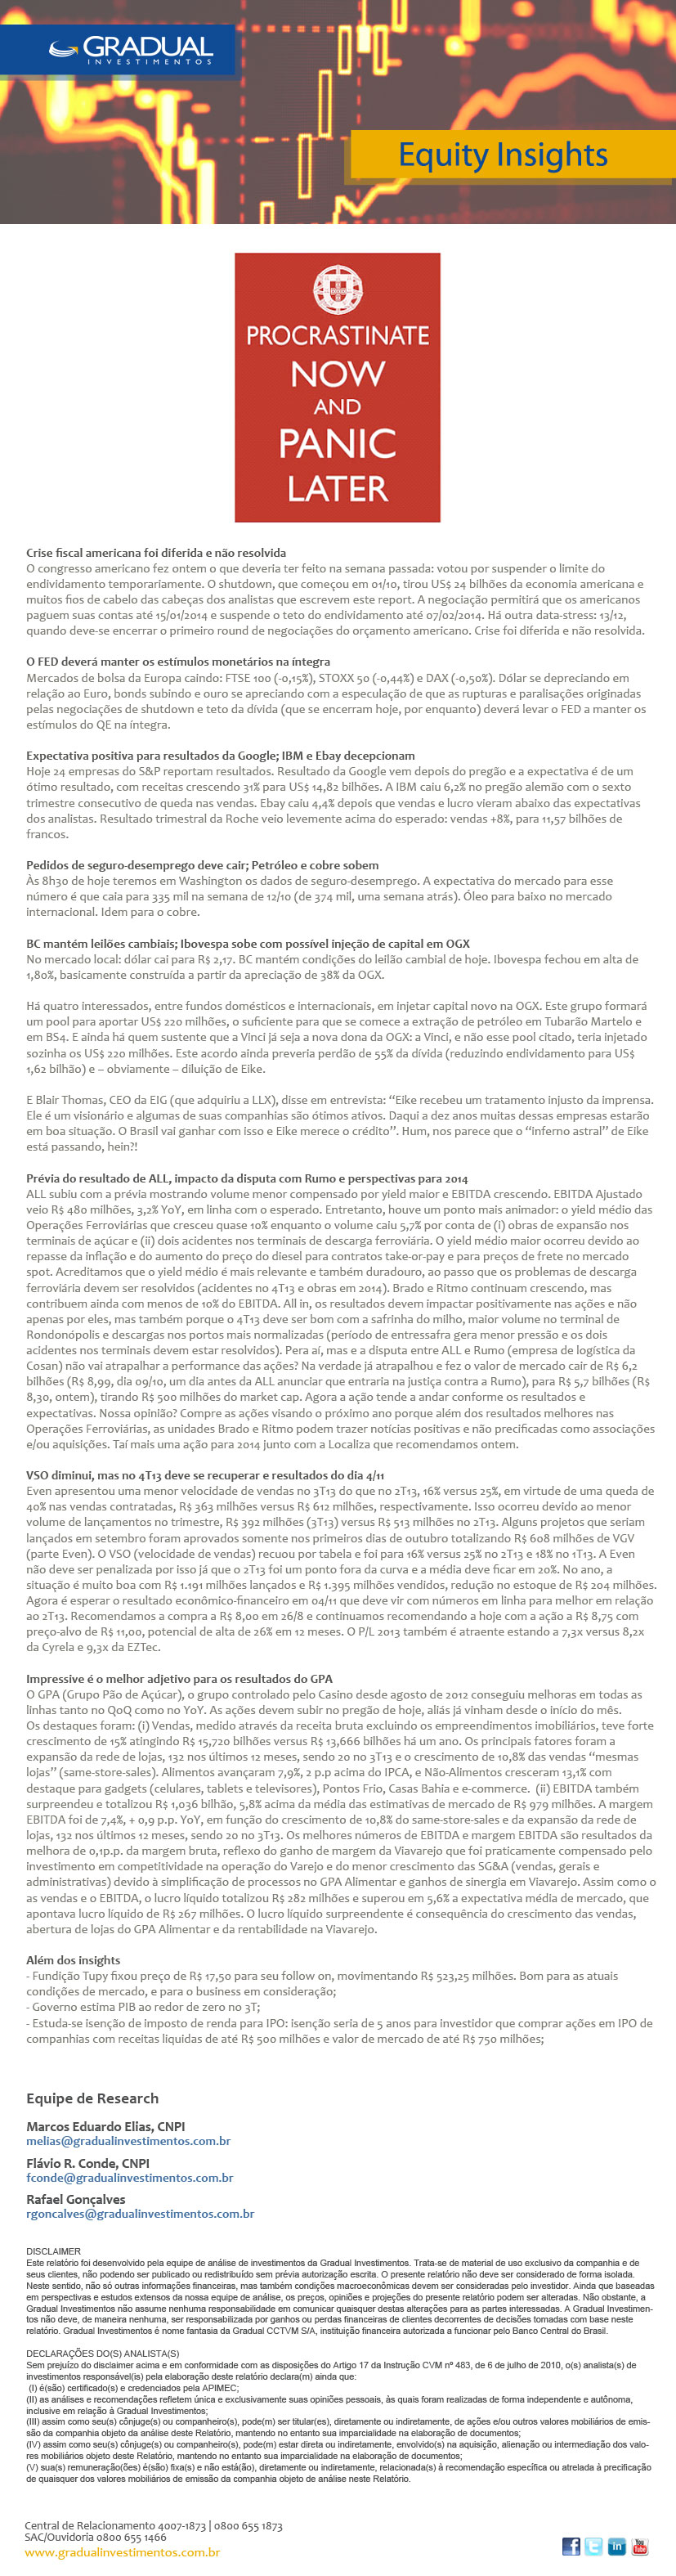 GRADUAL
INVESTIMENTOS
Equity Insights
PROCRASTINATE
NOW
AND
PANIC
LATER
Crise fiscal americana foi diferida e não resolvida
O congresso americano fez ontem o que deveria ter feito na semana passada: votou por suspender o limite do
endividamento temporariamente. O shutdown, que começou em 01/10, tirou US$ 24 bilhões da economia americana e
muitos fios de cabelo das cabeças dos analistas que escrevem este report. A negociação permitirá que os americanos
paguem suas contas até 15/01/2014 e suspende o teto do endividamento até 07/02/2014. Há outra data-stress: 13/12,
quando deve-se encerrar o primeiro round de negociações do orçamento americano. Crise foi diferida e não resolvida.
O FED deverá manter os estímulos monetários na íntegra
Mercados de bolsa da Europa caindo: FTSE 100 (-0,15%), STOXX 50 (-0,44%) e DAX (-0,50%). Dólar se depreciando em
relação ao Euro, bonds subindo e ouro se apreciando com a especulação de que as rupturas e paralisações originadas
pelas negociações de shutdown e teto da dívida (que se encerram hoje, por enquanto) deverá levar o FED a manter os
estímulos do QE na íntegra.
Expectativa positiva para resultados da Google; IBM e Ebay decepcionam
Hoje 24 empresas do S&P reportam resultados. Resultado da Google vem depois do pregão e a expectativa é de um
ótimo resultado, com receitas crescendo 31% para US$ 14,82 bilhões. A IBM caiu 6,2% no pregão alemão com o sexto
trimestre consecutivo de queda nas vendas. Ebay caiu 4,4% depois que vendas e lucro vieram abaixo das expectativas
dos analistas. Resultado trimestral da Roche veio levemente acima do esperado: vendas +8%, para 11,57 bilhões de
francos.
Pedidos de seguro-desemprego deve cair; Petróleo e cobre sobem
Às 8h30 de hoje teremos em Washington os dados de seguro-desemprego. A expectativa do mercado para esse
número é que caia para 335 mil na semana de 12/10 (de 374 mil, uma semana atrás). Óleo para baixo no mercado
internacional. Idem para o cobre.
BC mantém leilões cambiais; Ibovespa sobe com possível injeção de capital em OGX
No mercado local: dólar cai para R$ 2,17. BC mantém condições do leilão cambial de hoje. Ibovespa fechou em alta de
1,80%, basicamente construída a partir da apreciação de 38% da OGX.
Há quatro interessados, entre fundos domésticos e internacionais, em injetar capital novo na OGX. Este grupo formará
um pool para aportar US$ 220 milhões, o suficiente para que se comece a extração de petróleo em Tubarão Martelo e
em BS4. E ainda há quem sustente que a Vinci já seja a nova dona da OGX: a Vinci, e não esse pool citado, teria injetado
sozinha os US$ 220 milhões. Este acordo ainda preveria perdão de 55% da dívida (reduzindo endividamento para US$
1,62 bilhão) e – obviamente – diluição de Eike.
E Blair Thomas, CEO da EIG (que adquiriu a LLX), disse em entrevista: “Eike recebeu um tratamento injusto da imprensa.
Ele é um visionário e algumas de suas companhias são ótimos ativos. Daqui a dez anos muitas dessas empresas estarão
em boa situação. O Brasil vai ganhar com isso e Eike merece o crédito”. Hum, nos parece que o “inferno astral” de Eike
está passando, hein?!
Prévia do resultado de ALL, impacto da disputa com Rumo e perspectivas para 2014
ALL subiu com a prévia mostrando volume menor compensado por yield maior e EBITDA crescendo. EBITDA Ajustado
veio R$ 480 milhões, 3,2% YoY, em linha com o esperado. Entretanto, houve um ponto mais animador: o yield médio das
Operações Ferroviárias que cresceu quase 10% enquanto o volume caiu 5,7% por conta de (i) obras de expansão nos
terminais de açúcar e (ii) dois acidentes nos terminais de descarga ferroviária. O yield médio maior ocorreu devido ao
repasse da inflação e do aumento do preço do diesel para contratos take-or-pay e para preços de frete no mercado
spot. Acreditamos que o yield médio é mais relevante e também duradouro, ao passo que os problemas de descarga
ferroviária devem ser resolvidos (acidentes no 4T13 e obras em 2014). Brado e Ritmo continuam crescendo, mas
contribuem ainda com menos de 10% do EBITDA. All in, os resultados devem impactar positivamente nas ações e não
apenas por eles, mas também porque o 4T13 deve ser bom com a safrinha do milho, maior volume no terminal de
Rondonópolis e descargas nos portos mais normalizadas (período de entressafra gera menor pressão e os dois
acidentes nos terminais devem estar resolvidos). Pera aí, mas e a disputa entre ALL e Rumo (empresa de logística da
Cosan) não vai atrapalhar a performance das ações? Na verdade já atrapalhou e fez o valor de mercado cair de R$ 6,2
bilhões (R$ 8,99, dia 09/10, um dia antes da ALL anunciar que entraria na justiça contra a Rumo), para R$ 5,7 bilhões (R$
8,30, ontem), tirando R$ 500 milhões do market cap. Agora a ação tende a andar conforme os resultados e
expectativas. Nossa opinião? Compre as ações visando o próximo ano porque além dos resultados melhores nas
Operações Ferroviárias, as unidades Brado e Ritmo podem trazer notícias positivas e não precificadas como associações
e/ou aquisições. Taí mais uma ação para 2014 junto com a Localiza que recomendamos ontem.
VSO diminui, mas no 4T13 deve se recuperar e resultados do dia 4/11
Even apresentou uma menor velocidade de vendas no 3T13 do que no 2T13, 16% versus 25%, em virtude de uma queda de
40% nas vendas contratadas, R$ 363 milhões versus R$ 612 milhões, respectivamente. Isso ocorreu devido ao menor
volume de lançamentos no trimestre, R$ 392 milhões (3T13) versus R$ 513 milhões no 2T13. Alguns projetos que seriam
lançados em setembro foram aprovados somente nos primeiros dias de outubro totalizando R$ 608 milhões de VGV
(parte Even). O VSO (velocidade de vendas) recuou por tabela e foi para 16% versus 25% no 2T13 e 18% no 1T13. A Even
não deve ser penalizada por isso já que o 2T13 foi um ponto fora da curva e a média deve ficar em 20%. No ano, a
situação é muito boa com R$ 1.191 milhões lançados e R$ 1.395 milhões vendidos, redução no estoque de R$ 204 milhões.
Agora é esperar o resultado econômico-financeiro em 04/11 que deve vir com números em linha para melhor em relação
ao 2T13. Recomendamos a compra a R$ 8,00 em 26/8 e continuamos recomendando a hoje com a ação a R$ 8,75 com
preço-alvo de R$ 11,00, potencial de alta de 26% em 12 meses. O P/L 2013 também é atraente estando a 7,3x versus 8,2x
da Cyrela e 9,3x da EZTec.
Impressive é o melhor adjetivo para os resultados do GPA
O GPA (Grupo Pão de Açúcar), o grupo controlado pelo Casino desde agosto de 2012 conseguiu melhoras em todas as
linhas tanto no QoQ como no YoY. As ações devem subir no pregão de hoje, aliás já vinham desde o início do mês.
Os destaques foram: (i) Vendas, medido através da receita bruta excluindo os empreendimentos imobiliários, teve forte
crescimento de 15% atingindo R$ 15,720 bilhões versus R$ 13,666 bilhões há um ano. Os principais fatores foram a
expansão da rede de lojas, 132 nos últimos 12 meses, sendo 20 no 3T13 e o crescimento de 10,8% das vendas “mesmas
lojas” (same-store-sales). Alimentos avançaram 7,9%, 2 p.p acima do IPCA, e Não-Alimentos cresceram 13,1% com
destaque para gadgets (celulares, tablets e televisores), Pontos Frio, Casas Bahia e e-commerce. (ii) EBITDA também
surpreendeu e totalizou R$ 1,036 bilhão, 5,8% acima da média das estimativas de mercado de R$ 979 milhões. A margem
EBITDA foi de 7,4%, + 0,9 p.p. YoY, em função do crescimento de 10,8% do same-store-sales e da expansão da rede de
lojas, 132 nos últimos 12 meses, sendo 20 no 3T13. Os melhores números de EBITDA e margem EBITDA são resultados da
melhora de 0,1p.p. da margem bruta, reflexo do ganho de margem da Viavarejo que foi praticamente compensado pelo
investimento em competitividade na operação do Varejo e do menor crescimento das SG&A (vendas, gerais e
administrativas) devido à simplificação de processos no GPA Alimentar e ganhos de sinergia em Viavarejo. Assim como o
as vendas e o EBITDA, o lucro líquido totalizou R$ 282 milhões e superou em 5,6% a expectativa média de mercado, que
apontava lucro líquido de R$ 267 milhões. O lucro líquido surpreendente é consequência do crescimento das vendas,
abertura de lojas do GPA Alimentar e da rentabilidade na Viavarejo.
Além dos insights
- Fundição Tupy fixou preço de R$ 17,50 para seu follow on, movimentando R$ 523,25 milhões. Bom para as atuais
condições de mercado, e para o business em consideração;
- Governo estima PIB ao redor de zero no 3T;
- Estuda-se isenção de imposto de renda para IPO: isenção seria de 5 anos para investidor que comprar ações em IPO de
companhias com receitas liquidas de até R$ 500 milhões e valor de mercado de até R$ 750 milhões;
Equipe de Research
Marcos Eduardo Elias, CNPI
melias@gradualinvestimentos.com.br
Flávio R. Conde, CNPI
fconde@gradualinvestimentos.com.br
Rafael Gonçalves
rgoncalves@gradualinvestimentos.com.br
DISCLAIMER
Este relatório foi desenvolvido pela equipe de análise de investimentos da Gradual Investimentos. Trata-se de material de uso exclusivo da companhia e de
seus clientes, não podendo ser publicado ou redistribuído sem prévia autorização escrita. O presente relatório não deve ser considerado de forma isolada.
Neste sentido, não só outras informações financeiras, mas também condições macroeconômicas devem ser consideradas pelo investidor. Ainda que baseadas
em perspectivas e estudos extensos da nossa equipe de análise, os preços, opiniões e projeções do presente relatório podem ser alteradas. Não obstante, a
Gradual Investimentos não assume nenhuma responsabilidade em comunicar quaisquer destas alterações para as partes interessadas. A Gradual Investimen-
tos não deve, de maneira nenhuma, ser responsabilizada por ganhos ou perdas financeiras de clientes decorrentes de decisões tomadas com base neste
relatório. Gradual Investimentos é nome fantasia da Gradual CCTVM S/A, instituição financeira autorizada a funcionar pelo Banco Central do Brasil.
DECLARAÇÕES DO(S) ANALISTA(S)
Sem prejuízo do disclaimer acima e em conformidade com as disposições do Artigo 17 da Instrução CVM nº 483, de 6 de julho de 2010, o(s) analista(s) de
investimentos responsável(is) pela elaboração deste relatório declara(m) ainda que:
(I) é(são) certificado(s) e credenciados pela APIMEC;
(II) as análises e recomendações refletem única e exclusivamente suas opiniões pessoais, às quais foram realizadas de forma independente e autônoma,
inclusive em relação à Gradual Investimentos;
(III) assim como seu(s) cônjuge(s) ou companheiro(s), pode(m) ser titular(es), diretamente ou indiretamente, de ações e/ou outros valores mobiliários de emis-
são da companhia objeto da análise deste Relatório, mantendo no entanto sua imparcialidade na elaboração de documentos;
(IV) assim como seu(s) cônjuge(s) ou companheiro(s), pode(m) estar direta ou indiretamente, envolvido(s) na aquisição, alienação ou intermediação dos valo-
res mobiliários objeto deste Relatório, mantendo no entanto sua imparcialidade na elaboração de documentos;
(V) sua(s) remuneração(ões) é(são) fixa(s) e não está(ão), diretamente ou indiretamente, relacionada(s) à recomendação específica ou atrelada à precificação
de quaisquer dos valores mobiliários de emissão da companhia objeto de análise neste Relatório.
Central de Relacionamento 4007-1873 | 0800 655 1873
SAC/Ouvidoria 0800 655 1466
www.gradualinvestimentos.com.br
f t in You Tube